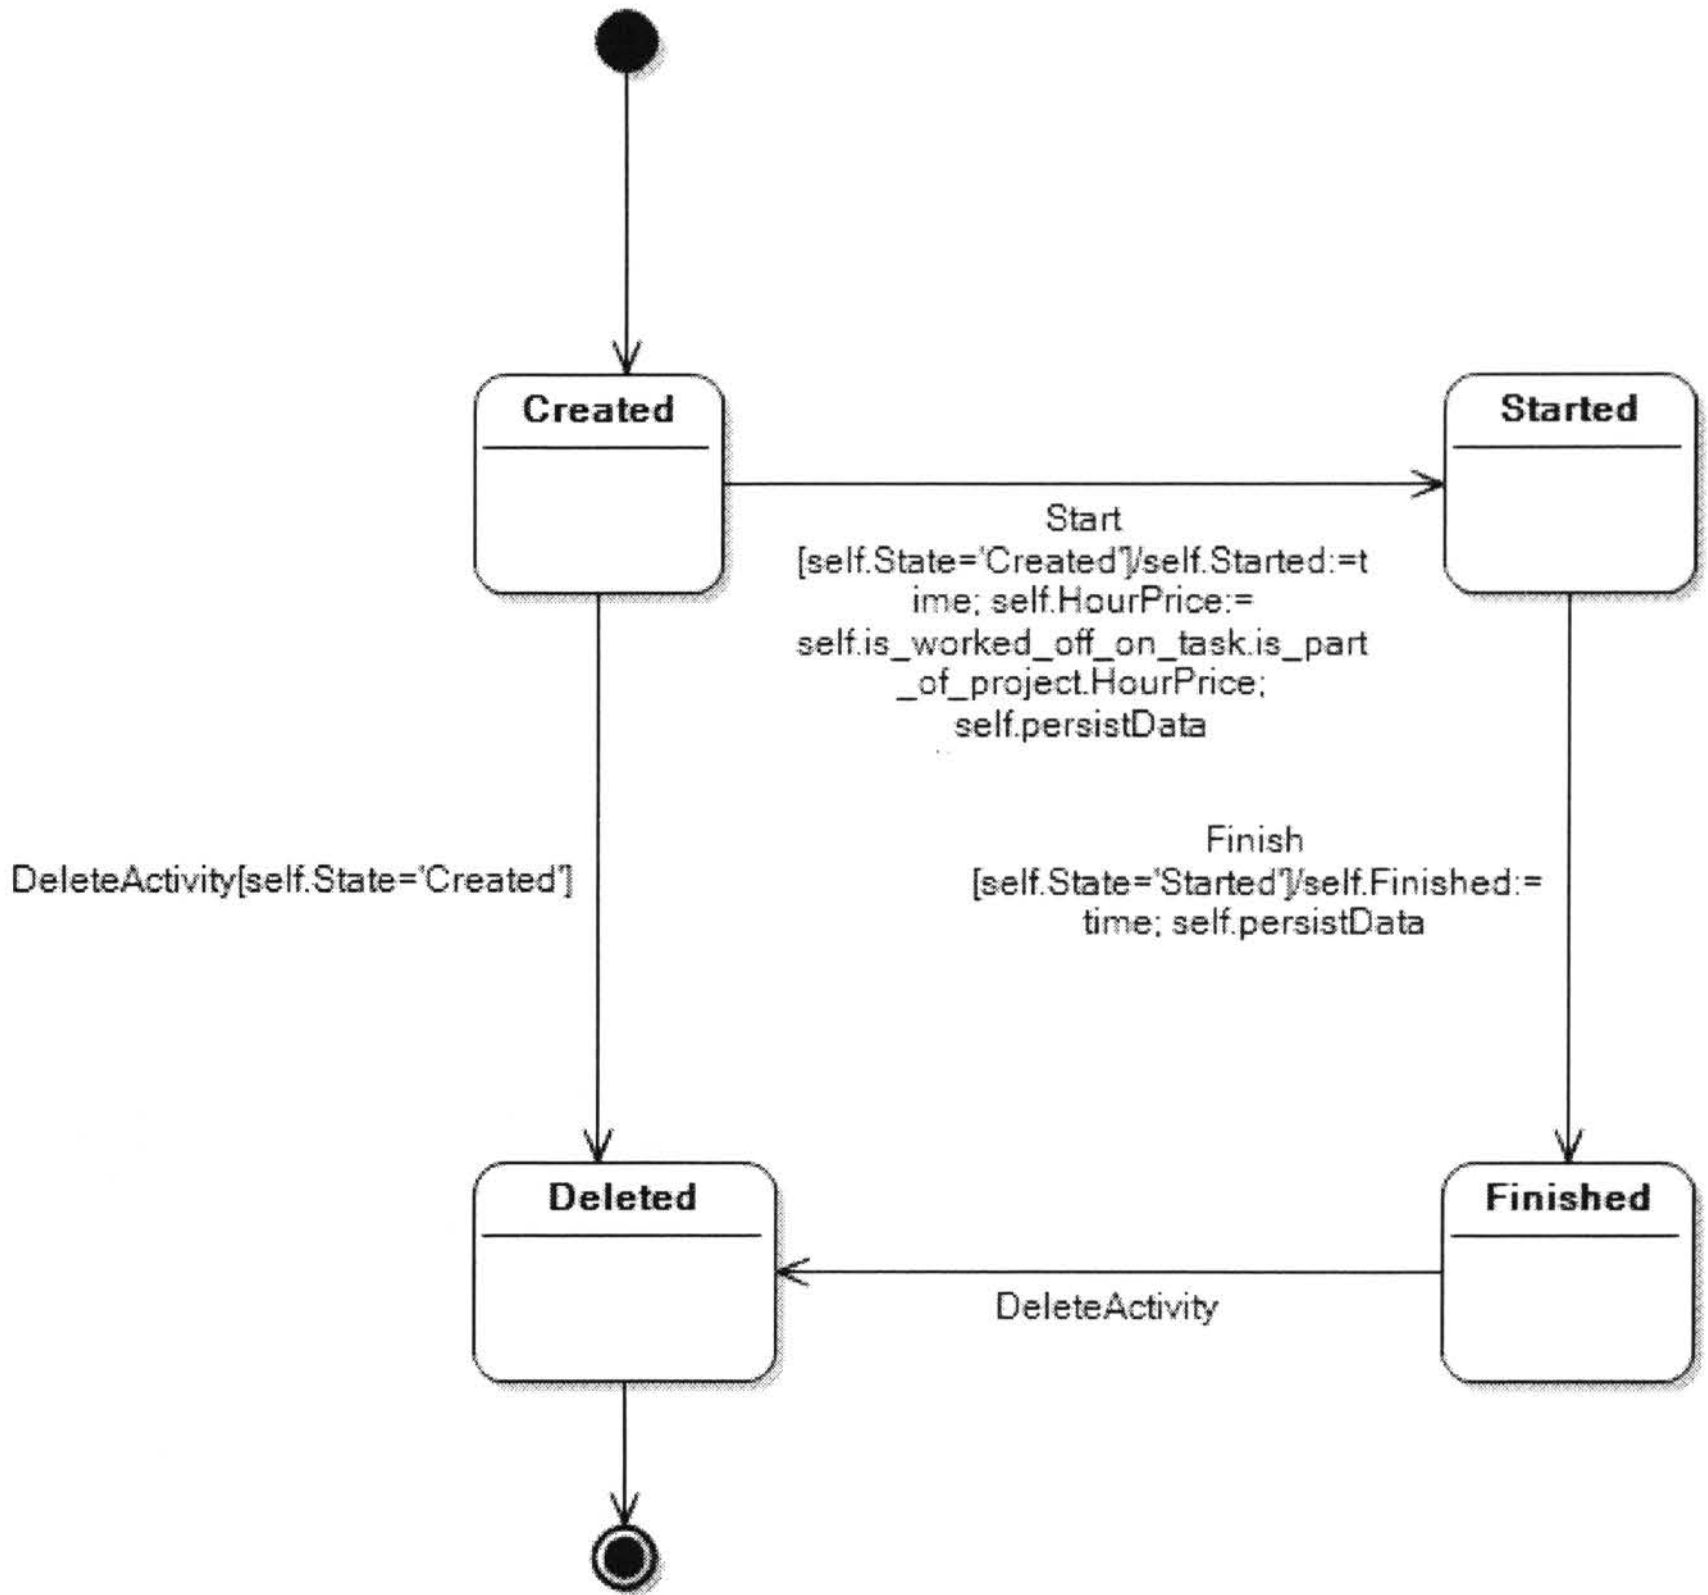 Created
Started
Start
[self.State='Created']/self.Started:=t
ime; self.HourPrice:=
self.is_worked_off_on_task.is_part
_of_project.HourPrice;
self.persistData
Finish
[self.State='Started']/self.Finished:=
time; self.persistData
DeleteActivity[self.State='Created']
Deleted
Finished
DeleteActivity